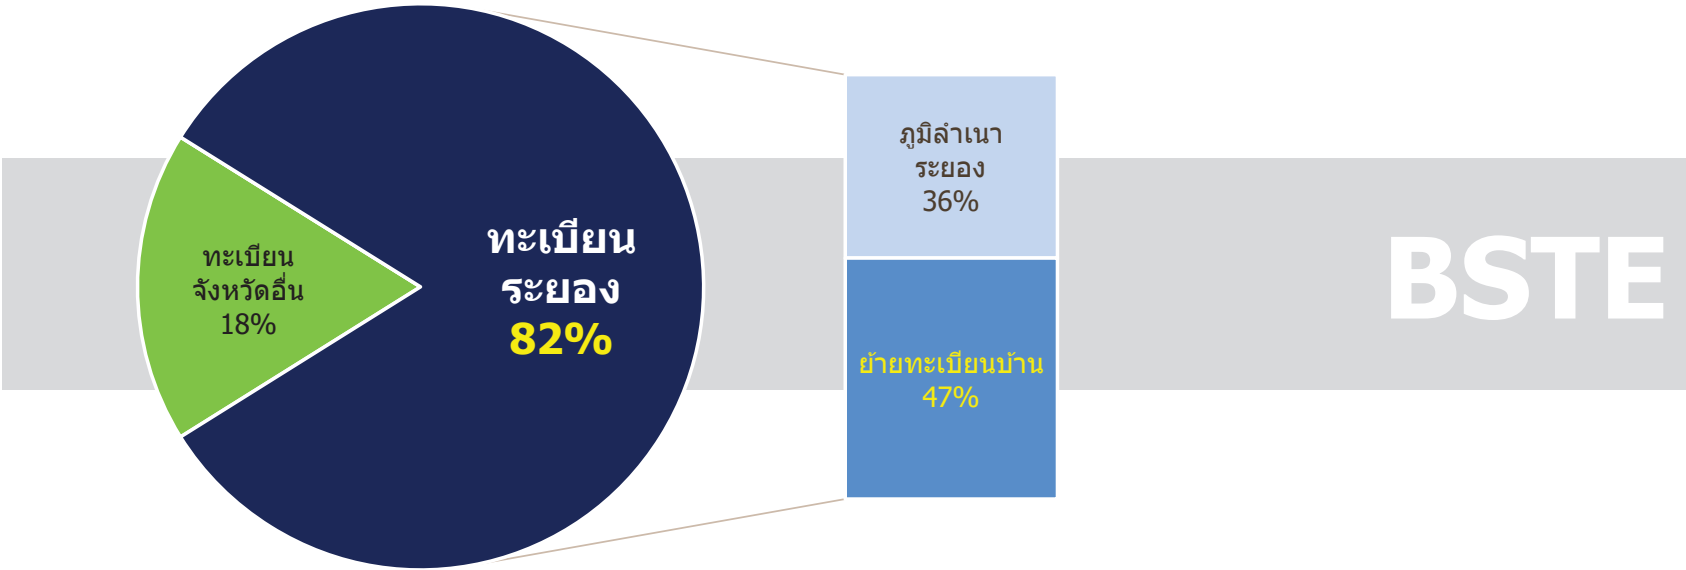 ทะเบียน
จังหวัดอื่น
18%
ทะเบียน
ระยอง
82%
ภูมิลำเนา
ระยอง
36%
ย้ายทะเบียนบ้าน
47%
BSTE